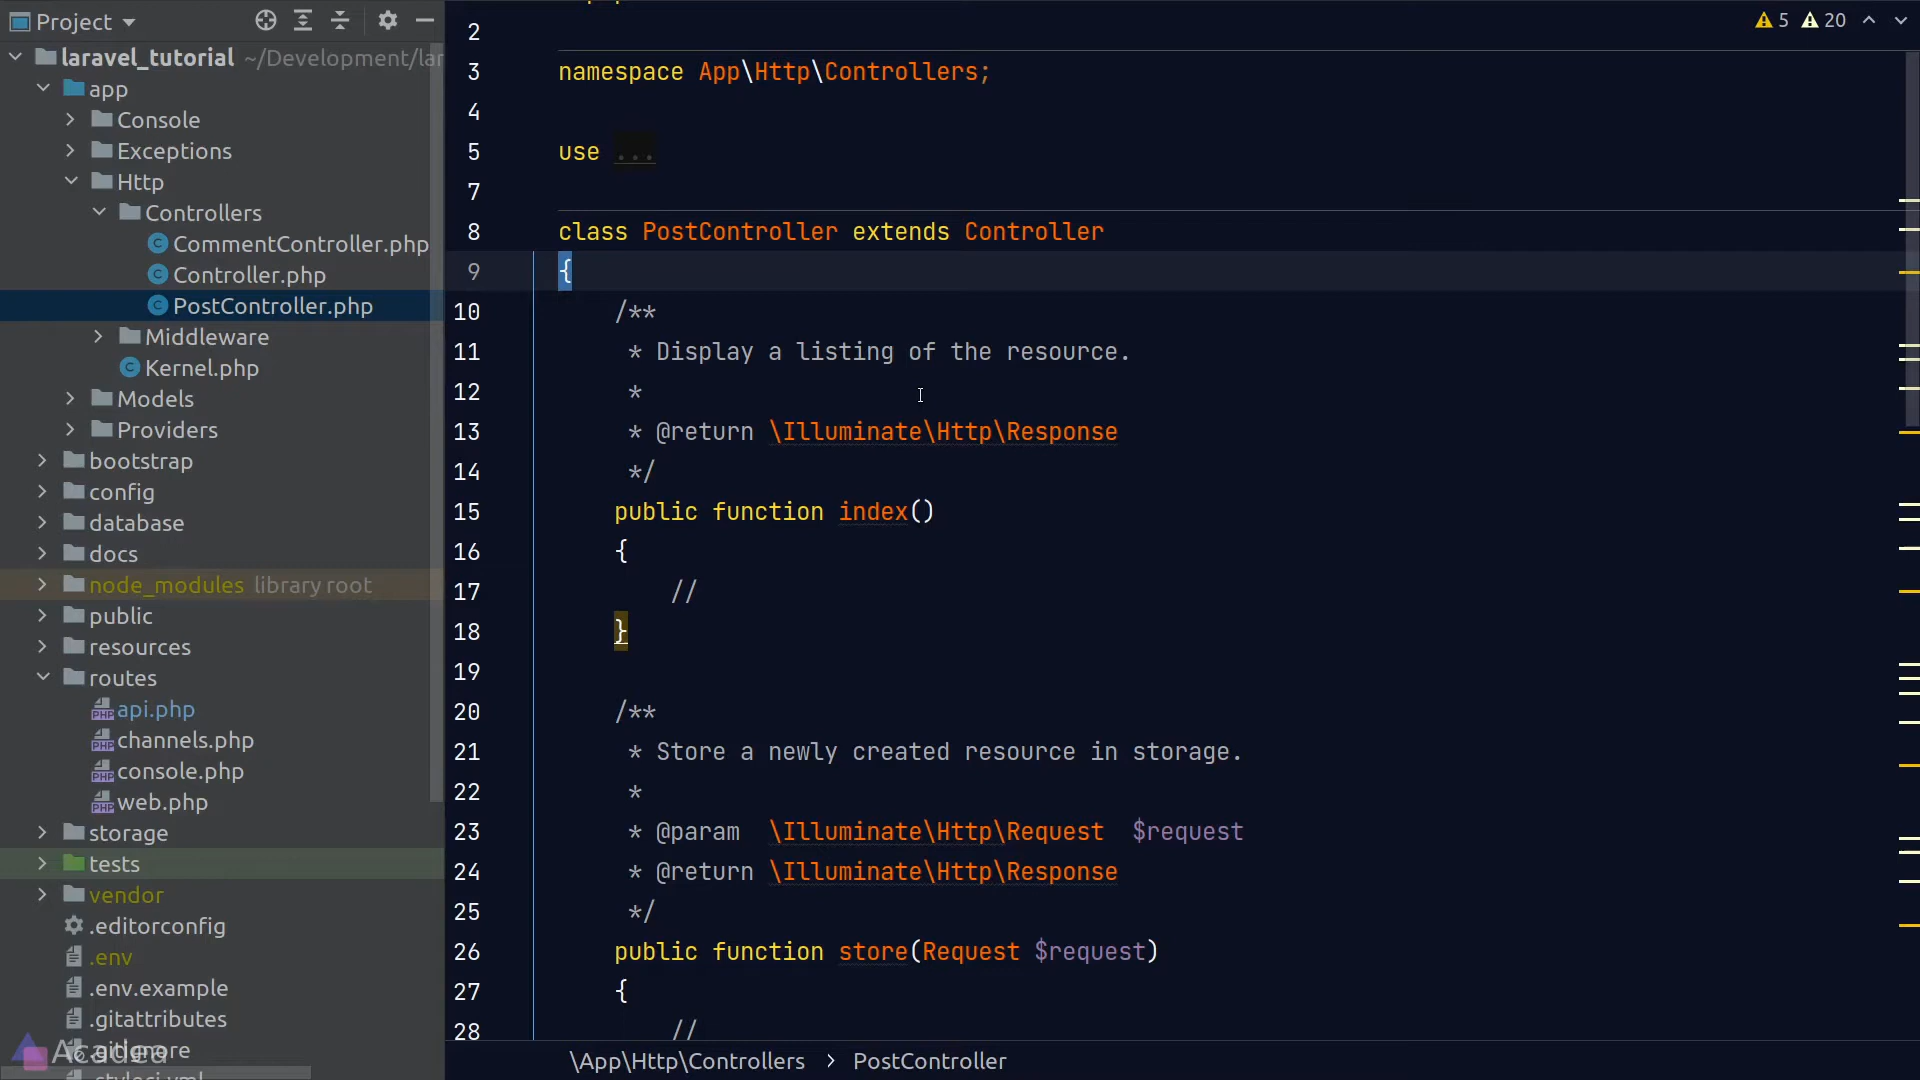 Project
laravel_tutorial ~/Development/la
app
Console
Exceptions
Http
Controllers
CommentController.php
Controller.php
PostController.php
Middleware
Kernel.php
Models
Providers
bootstrap
config
database
docs
node_modules library root
public
resources
routes
api.php
channels.php
console.php
web.php
storage
tests
vendor
.editorconfig
.env
.env.example
.gitattributes
.gitignore
Acadea
5 20
2
3 namespace App\Http\Controllers;
4
5 use ...
7
8 class PostController extends Controller
9 {
10 /**
11 * Display a listing of the resource.
12 *
13 * @return \Illuminate\Http\Response
14 */
15 public function index()
16 {
17 //
18 }
19
20 /**
21 * Store a newly created resource in storage.
22 *
23 * @param \Illuminate\Http\Request $request
24 * @return \Illuminate\Http\Response
25 */
26 public function store(Request $request)
27 {
28 //
\App\Http\Controllers > PostController